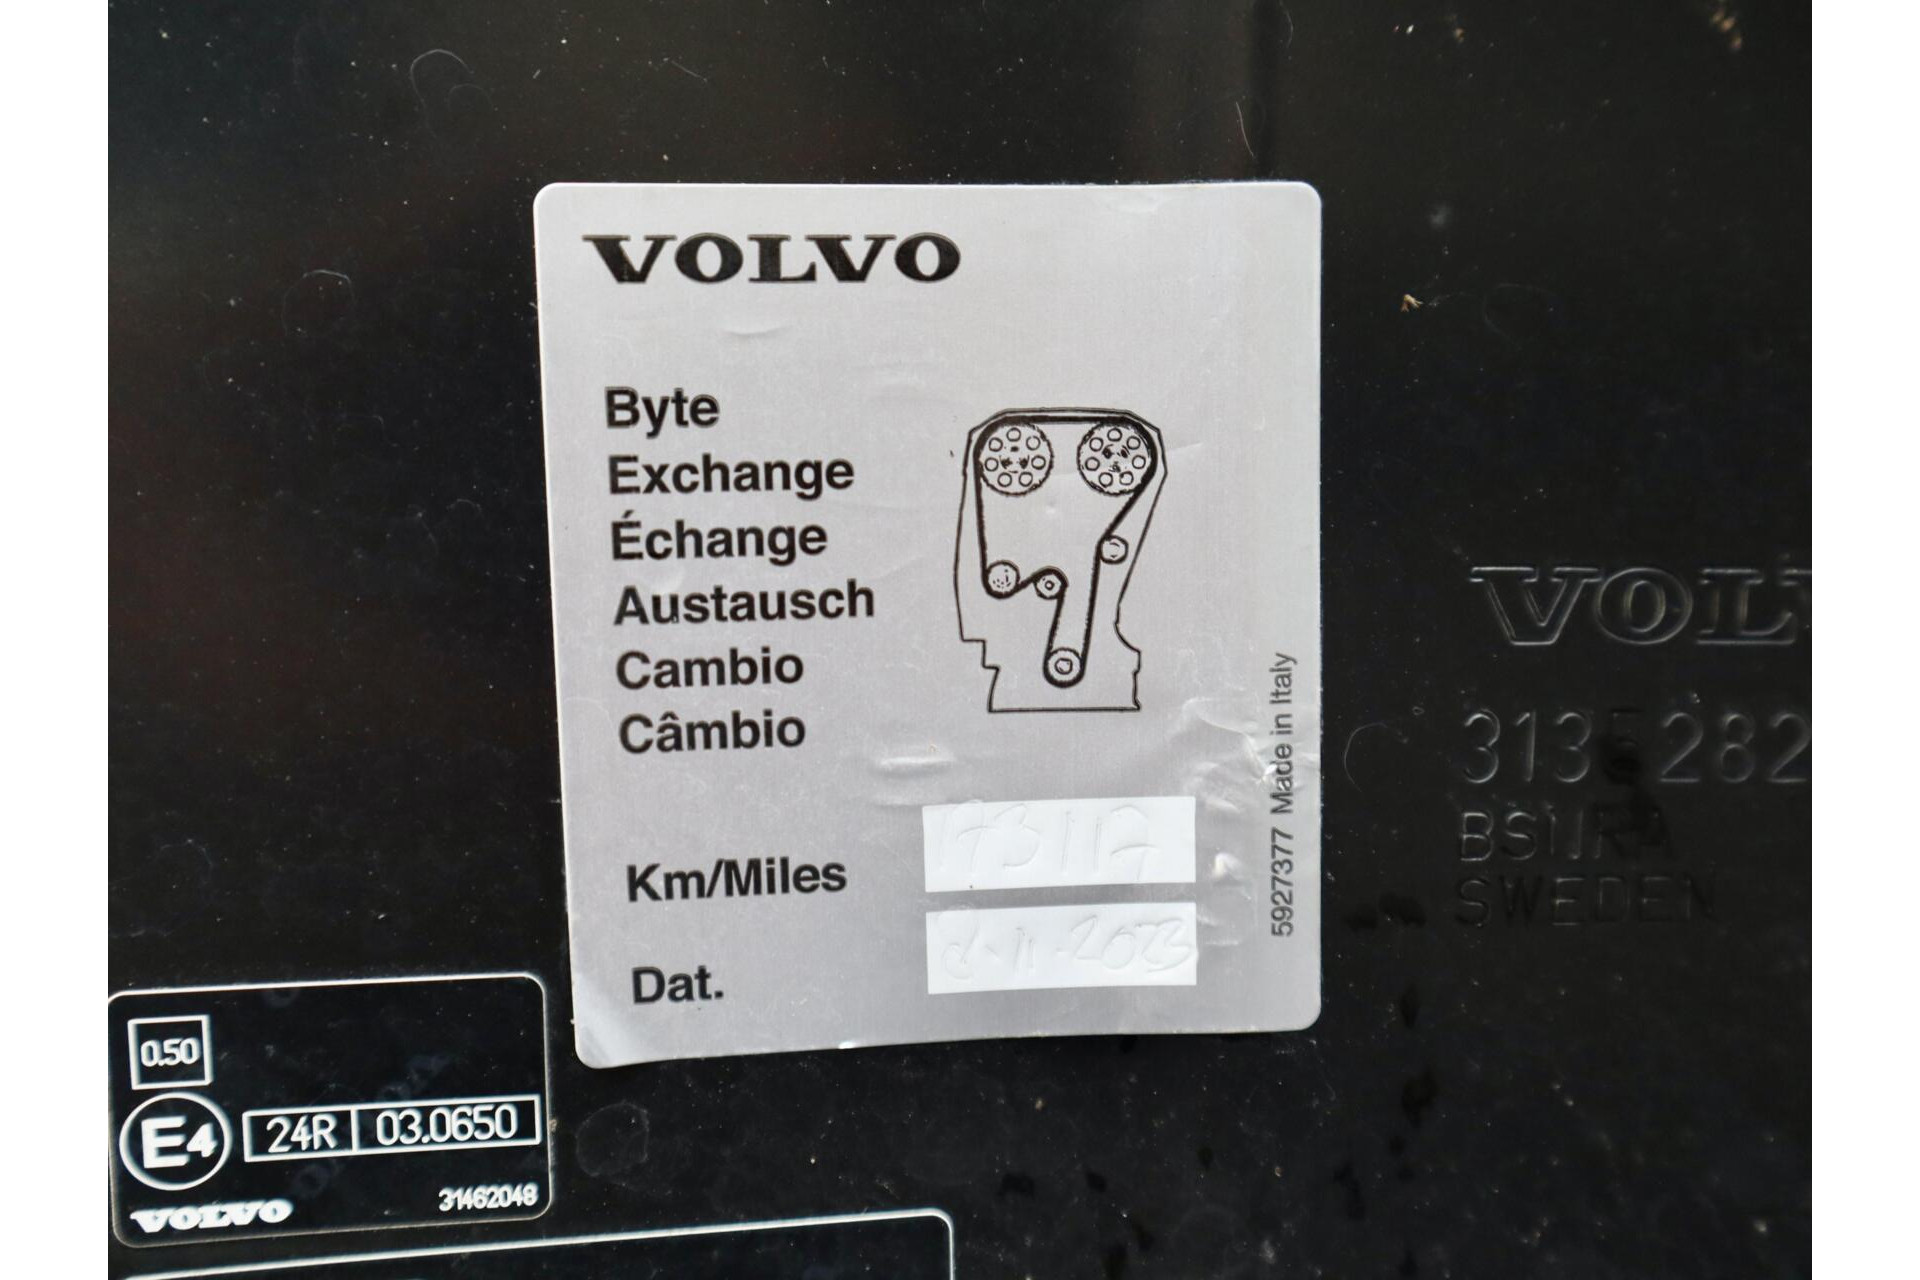 VOLVO
Byte
Exchange
Échange
Austausch
Cambio
Câmbio
Km/Miles
Dat. 2023
5927377 Made in Italy
0.50
E4 24R 03.0650
VOLVO 31462048
SWEDEN